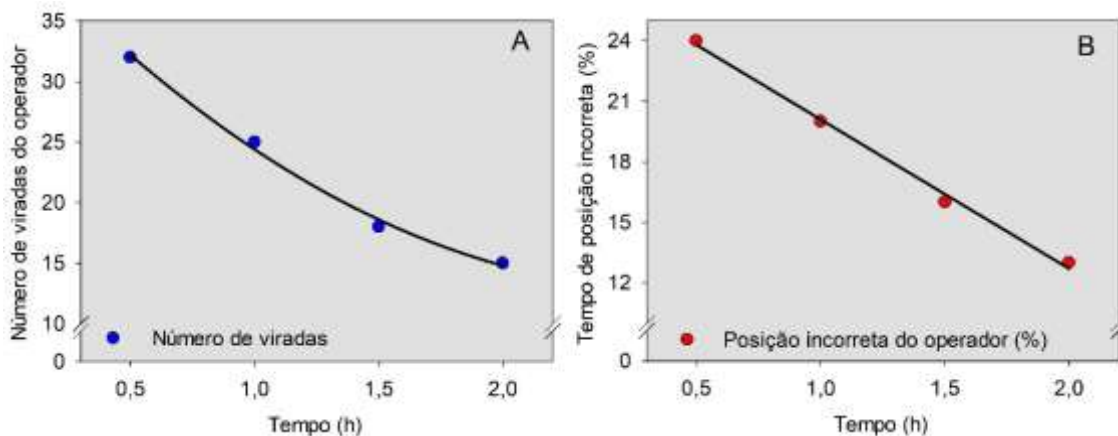 A
Número de viradas do operador
35
30
25
20
15
10
0
Número de viradas
0,5
1,0
1,5
2,0
Tempo (h)
B
Tempo de posição incorreta (%)
24
21
18
15
12
0
Posição incorreta do operador (%)
0,5
1,0
1,5
2,0
Tempo (h)